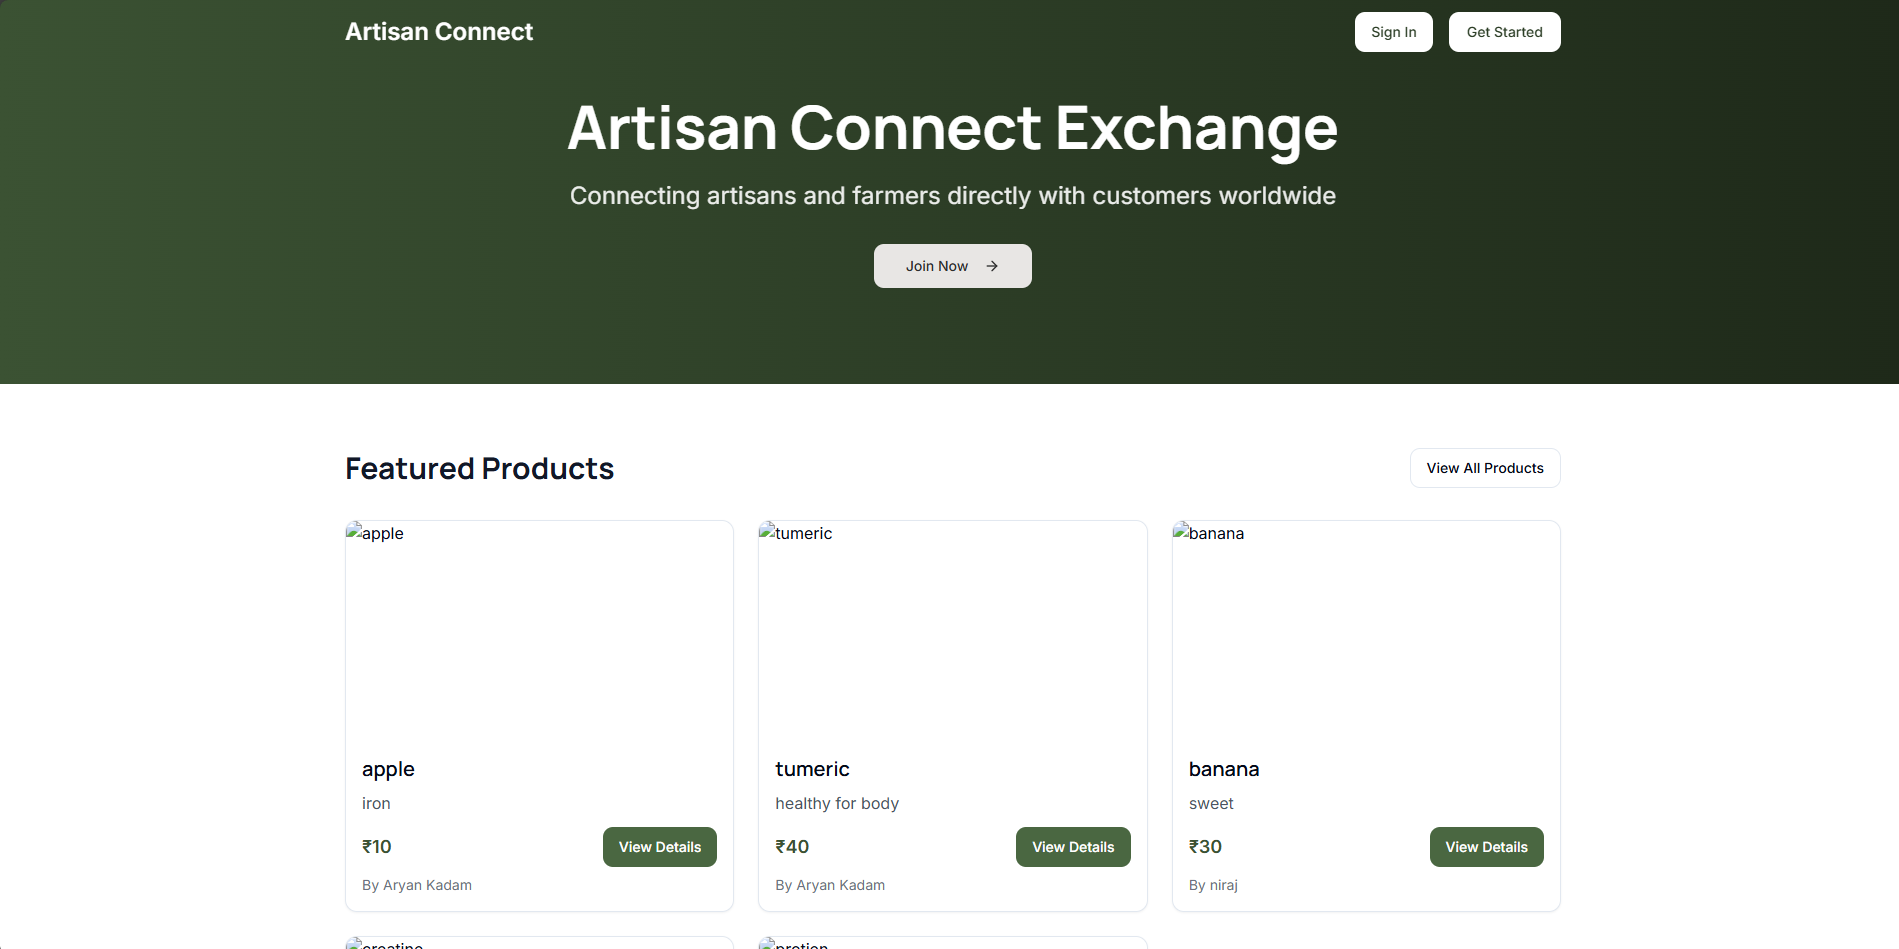 Artisan Connect
Sign In
Get Started
Artisan Connect Exchange
Connecting artisans and farmers directly with customers worldwide
Join Now
Featured Products
View All Products
apple
tumeric
banana
apple
iron
₹10
View Details
By Aryan Kadam
tumeric
healthy for body
₹40
View Details
By Aryan Kadam
banana
sweet
₹30
View Details
By niraj
creatine
protien